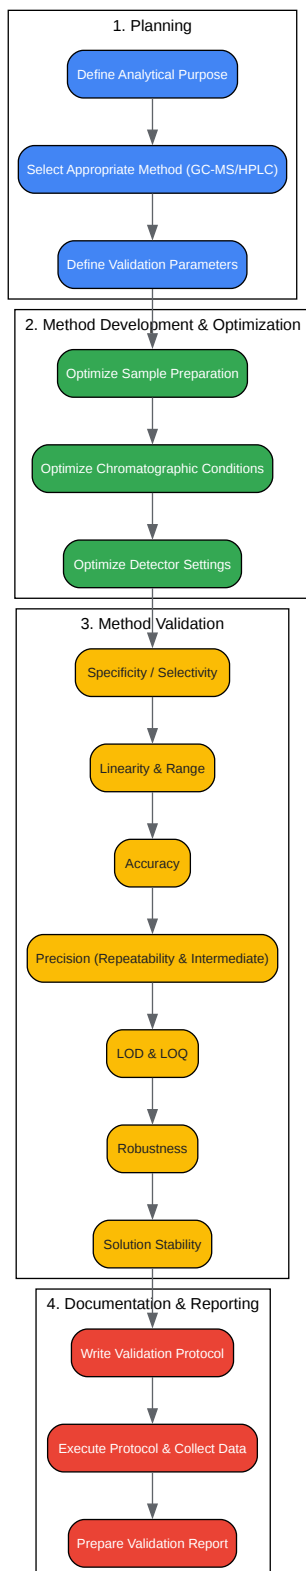 1. Planning
Define Analytical Purpose
Select Appropriate Method (GC-MS/HPLC)
Define Validation Parameters
2. Method Development & Optimization
Optimize Sample Preparation
Optimize Chromatographic Conditions
Optimize Detector Settings
3. Method Validation
Specificity / Selectivity
Linearity & Range
Accuracy
Precision (Repeatability & Intermediate)
LOD & LOQ
Robustness
Solution Stability
4. Documentation & Reporting
Write Validation Protocol
Execute Protocol & Collect Data
Prepare Validation Report